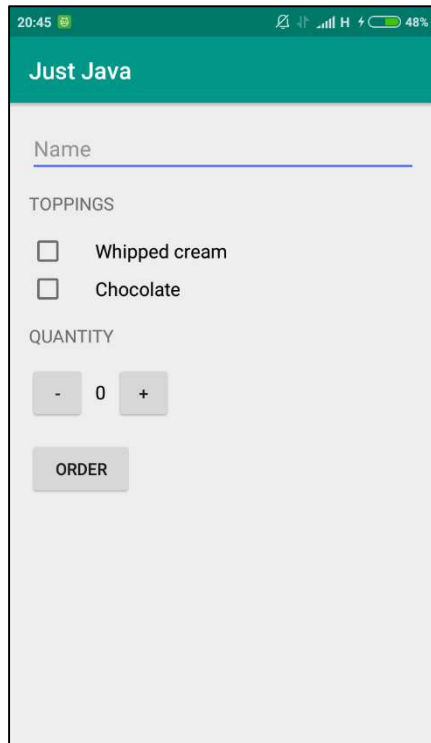 20:45 H 48%
Just Java
Name
TOPPINGS
Whipped cream
Chocolate
QUANTITY
- 0 +
ORDER